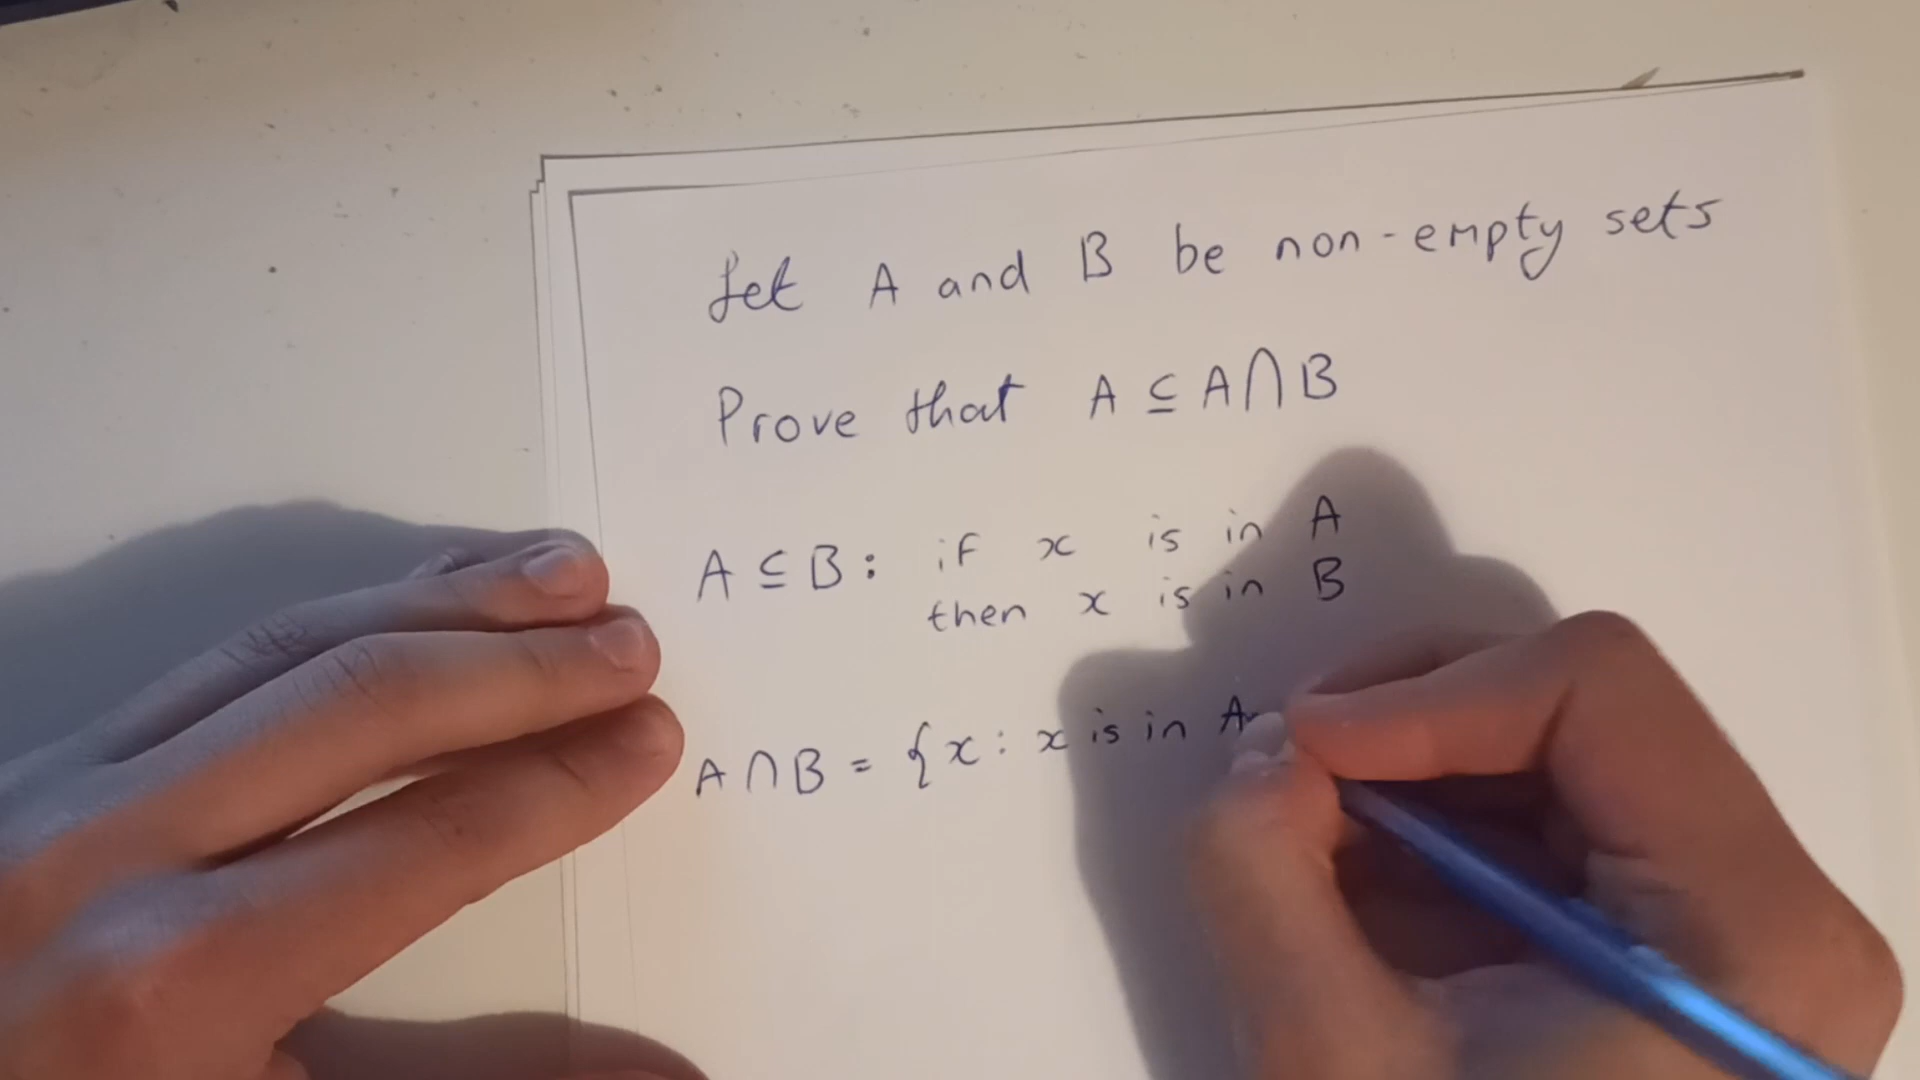 Let A and B be non-empty sets
Prove that A ⊆ A∩B
A ⊆ B: if x is in A
then x is in B
A∩B = {x: x is in A